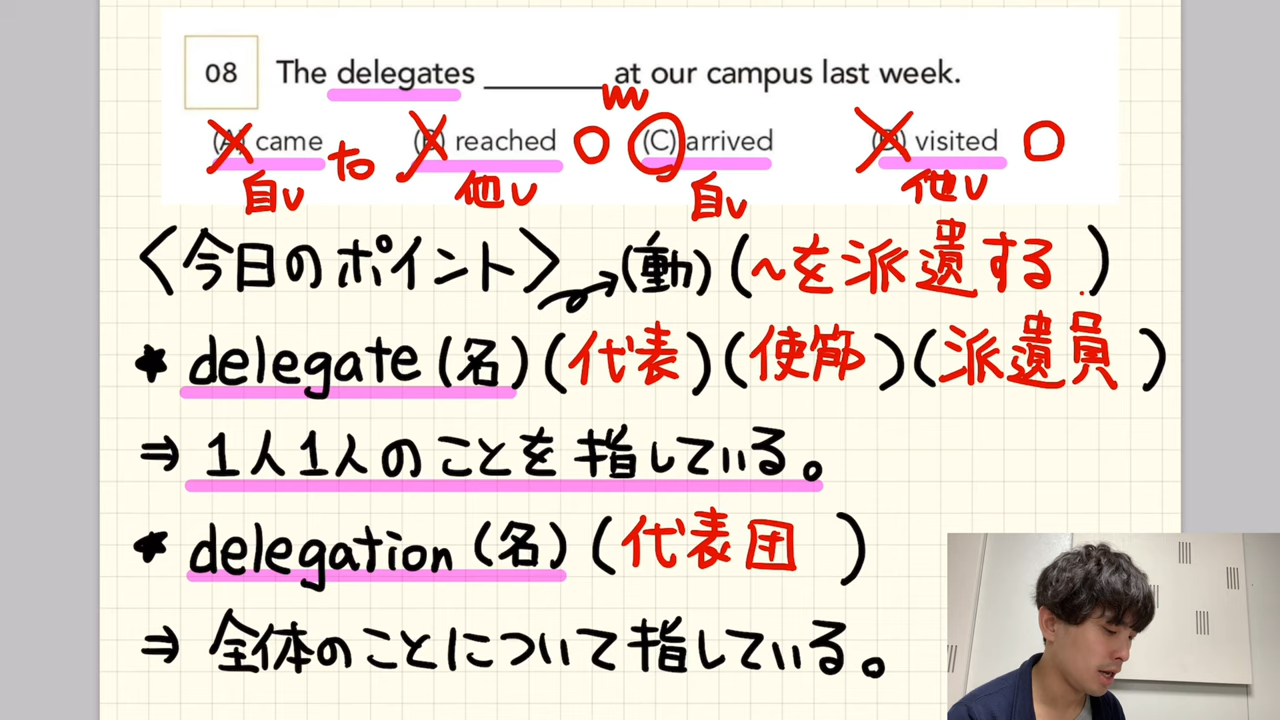 08 The delegates ________ at our campus last week.
(A) came (B) reached (C) arrived (D) visited
to
自V 他V 自V 他V
〈今日のポイント〉 (動) (~を派遣する)
* delegate (名) (代表) (使節) (派遣員)
⇒ 1人1人のことを指している。
* delegation (名) (代表団)
⇒ 全体のことについて指している。